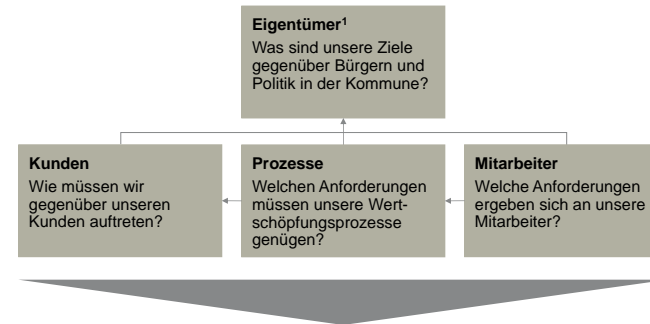 Eigentümer¹
Was sind unsere Ziele
gegenüber Bürgern und
Politik in der Kommune?
Kunden
Wie müssen wir
gegenüber unseren
Kunden auftreten?
Prozesse
Welchen Anforderungen
müssen unsere Wert-
schöpfungsprozesse
genügen?
Mitarbeiter
Welche Anforderungen
ergeben sich an unsere
Mitarbeiter?